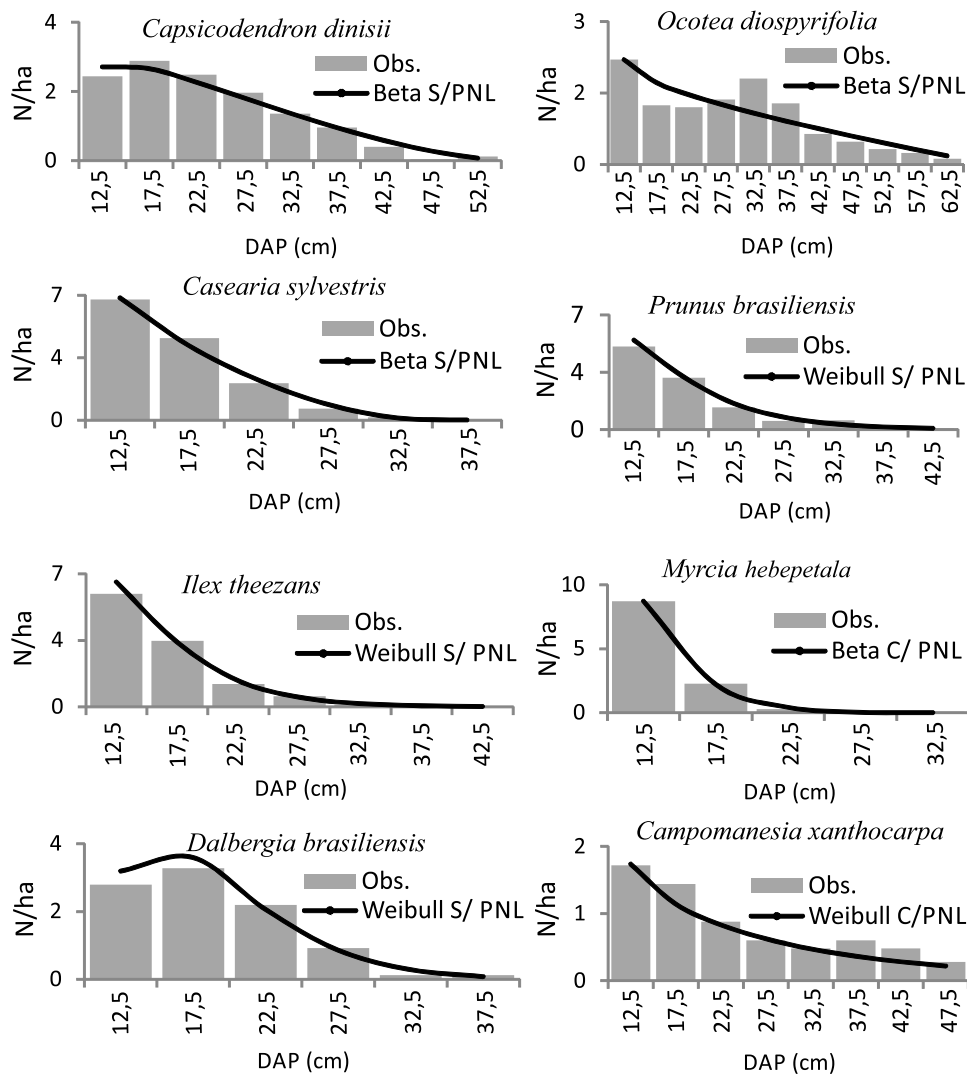 Capsicodendron dinisii
4
2
0
N/ha
Obs.
Beta S/PNL
12,5 17,5 22,5 27,5 32,5 37,5 42,5 47,5 52,5
DAP (cm)
Ocotea diospyrifolia
3
2
0
N/ha
Obs.
Beta S/PNL
12,5 17,5 22,5 27,5 32,5 37,5 42,5 47,5 52,5 57,5 62,5
DAP (cm)
Casearia sylvestris
7
4
0
N/ha
Obs.
Beta S/PNL
12,5 17,5 22,5 27,5 32,5 37,5
DAP (cm)
Prunus brasiliensis
7
4
0
N/ha
Obs.
Weibull S/ PNL
12,5 17,5 22,5 27,5 32,5 37,5 42,5
DAP (cm)
Ilex theezans
7
4
0
N/ha
Obs.
Weibull S/ PNL
12,5 17,5 22,5 27,5 32,5 37,5 42,5
DAP (cm)
Myrcia hebepetala
10
5
0
N/ha
Obs.
Beta C/ PNL
12,5 17,5 22,5 27,5 32,5
DAP (cm)
Dalbergia brasiliensis
4
2
0
N/ha
Obs.
Weibull S/ PNL
12,5 17,5 22,5 27,5 32,5 37,5
DAP (cm)
Campomanesia xanthocarpa
2
1
0
N/ha
Obs.
Weibull C/PNL
12,5 17,5 22,5 27,5 32,5 37,5 42,5 47,5
DAP (cm)